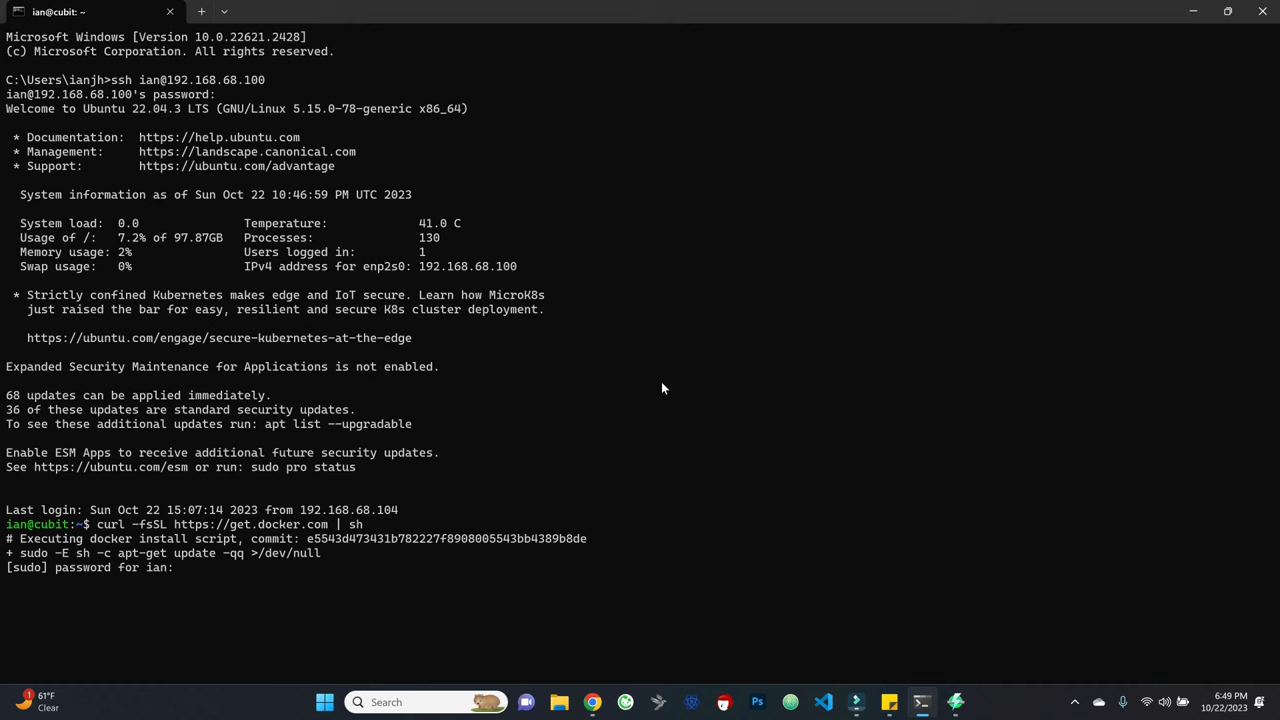 ian@cubit: ~
Microsoft Windows [Version 10.0.22621.2428]
(c) Microsoft Corporation. All rights reserved.
C:\Users\ianjh>ssh ian@192.168.68.100
ian@192.168.68.100's password:
Welcome to Ubuntu 22.04.3 LTS (GNU/Linux 5.15.0-78-generic x86_64)
* Documentation:  https://help.ubuntu.com
* Management:     https://landscape.canonical.com
* Support:        https://ubuntu.com/advantage
System information as of Sun Oct 22 10:46:59 PM UTC 2023
System load:  0.0               Temperature:             41.0 C
Usage of /:   7.2% of 97.87GB   Processes:               130
Memory usage: 2%                Users logged in:         1
Swap usage:   0%                IPv4 address for enp2s0: 192.168.68.100
* Strictly confined Kubernetes makes edge and IoT secure. Learn how MicroK8s
just raised the bar for easy, resilient and secure K8s cluster deployment.
https://ubuntu.com/engage/secure-kubernetes-at-the-edge
Expanded Security Maintenance for Applications is not enabled.
68 updates can be applied immediately.
36 of these updates are standard security updates.
To see these additional updates run: apt list --upgradable
Enable ESM Apps to receive additional future security updates.
See https://ubuntu.com/esm or run: sudo pro status
Last login: Sun Oct 22 15:07:14 2023 from 192.168.68.104
ian@cubit:~$ curl -fsSL https://get.docker.com | sh
# Executing docker install script, commit: e5543d473431b782227f8908005543bb4389b8de
+ sudo -E sh -c apt-get update -qq >/dev/null
[sudo] password for ian:
1
61°F
Clear
Search
Ps
6:49 PM
10/22/2023